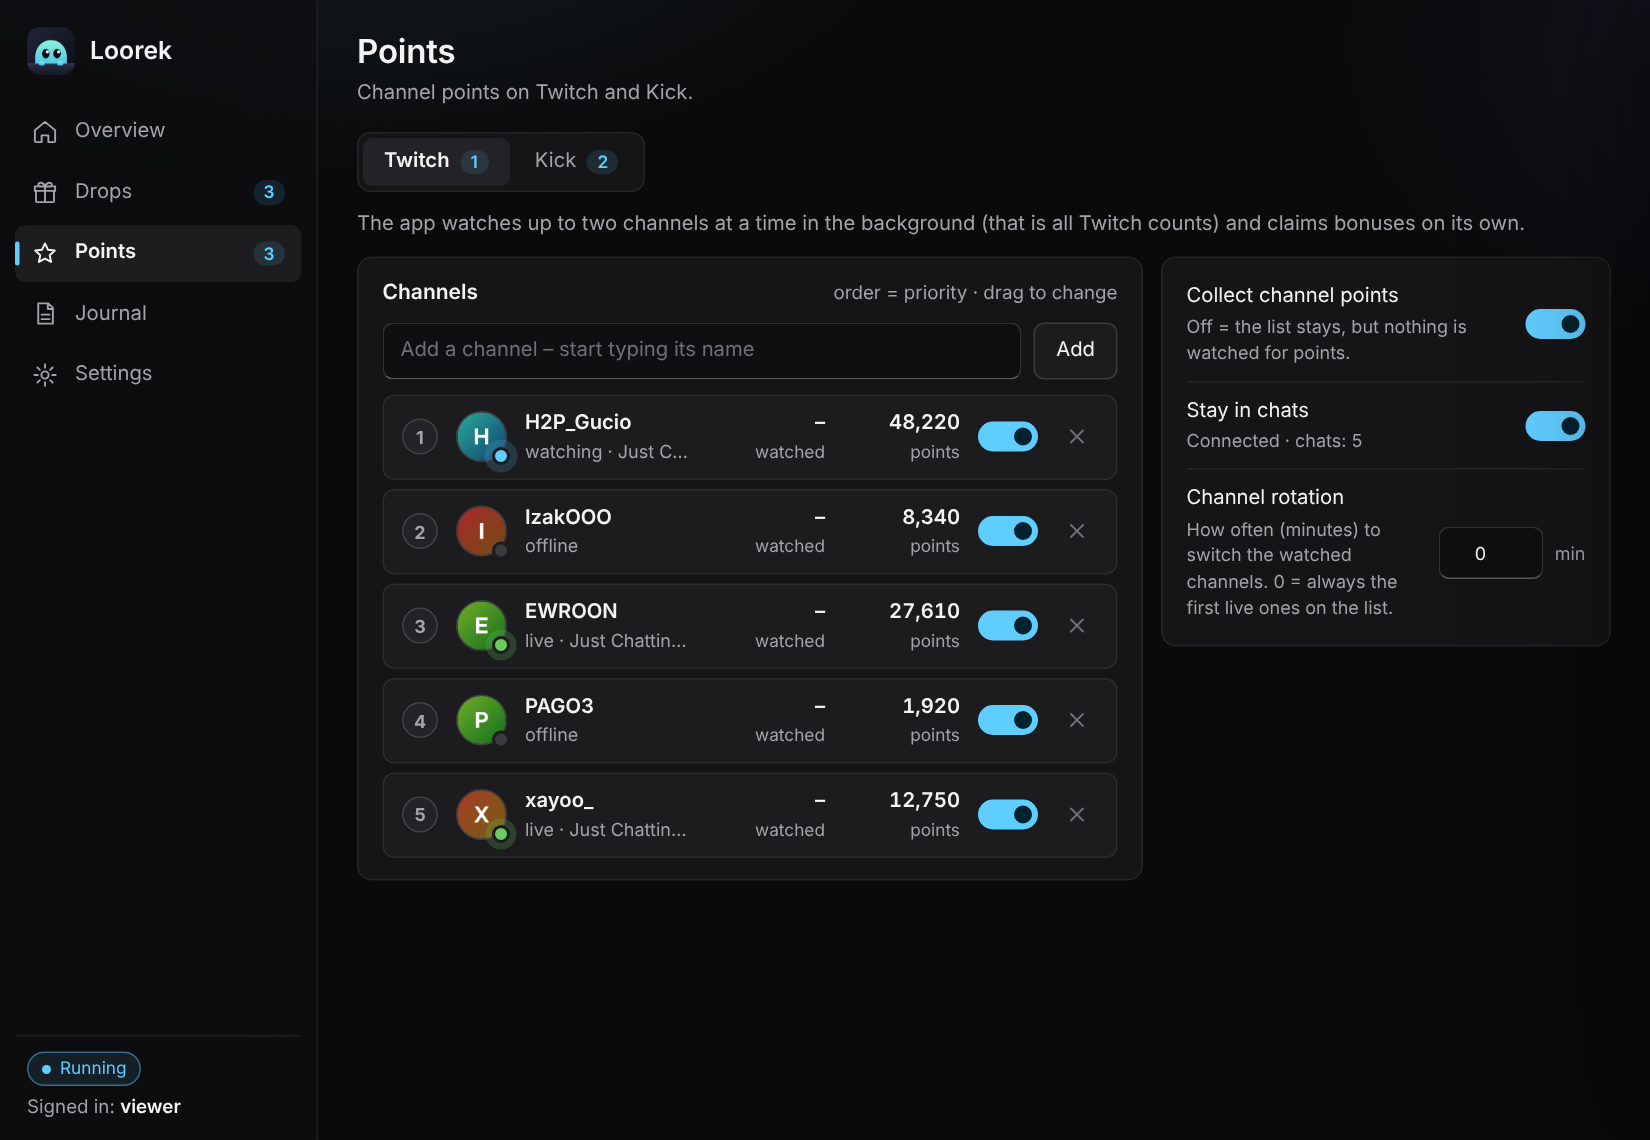 Loorek
Overview
Drops 3
Points 3
Journal
Settings
Running
Signed in: viewer
Points
Channel points on Twitch and Kick.
Twitch 1 Kick 2
The app watches up to two channels at a time in the background (that is all Twitch counts) and claims bonuses on its own.
Channels order = priority · drag to change
Add a channel – start typing its name Add
1 H H2P_Gucio – 48,220
watching · Just C... watched points
2 I IzakOOO – 8,340
offline watched points
3 E EWROON – 27,610
live · Just Chattin... watched points
4 P PAGO3 – 1,920
offline watched points
5 X xayoo_ – 12,750
live · Just Chattin... watched points
Collect channel points
Off = the list stays, but nothing is
watched for points.
Stay in chats
Connected · chats: 5
Channel rotation
How often (minutes) to
switch the watched
channels. 0 = always the
first live ones on the list.
0 min